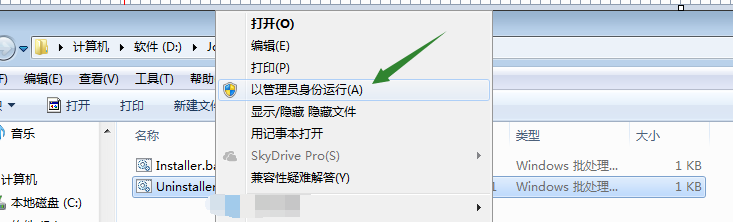 打开(O)
编辑(E)
打印(P)
以管理员身份运行(A)
显示/隐藏 隐藏文件
用记事本打开
SkyDrive Pro(S)
兼容性疑难解答(Y)
计算机 软件 (D:)
编辑(E) 查看(V) 工具(T)
打开 打印 新建文
音乐
计算机
本地磁盘 (C:)
名称 类型 大小
Installer.ba Windows 批处理... 1 KB
Uninstaller 1 Windows 批处理... 1 KB